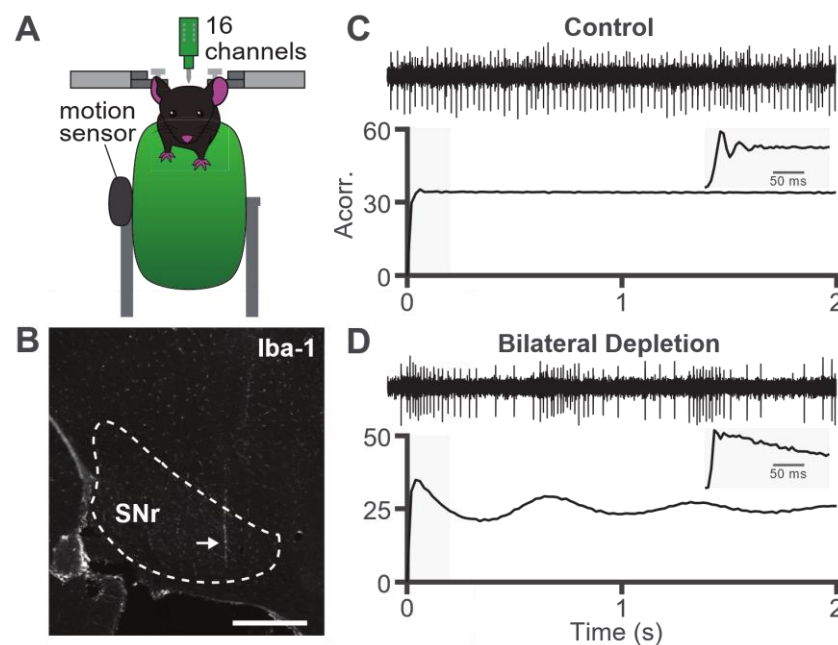 A
16
channels
motion
sensor
B
Iba-1
SNr
C
Control
60
30
0
Acorr.
50 ms
0
1
2
D
Bilateral Depletion
50
25
0
50 ms
0
1
2
Time (s)